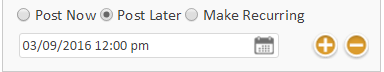 Post Now Post Later Make Recurring
03/09/2016 12:00 pm